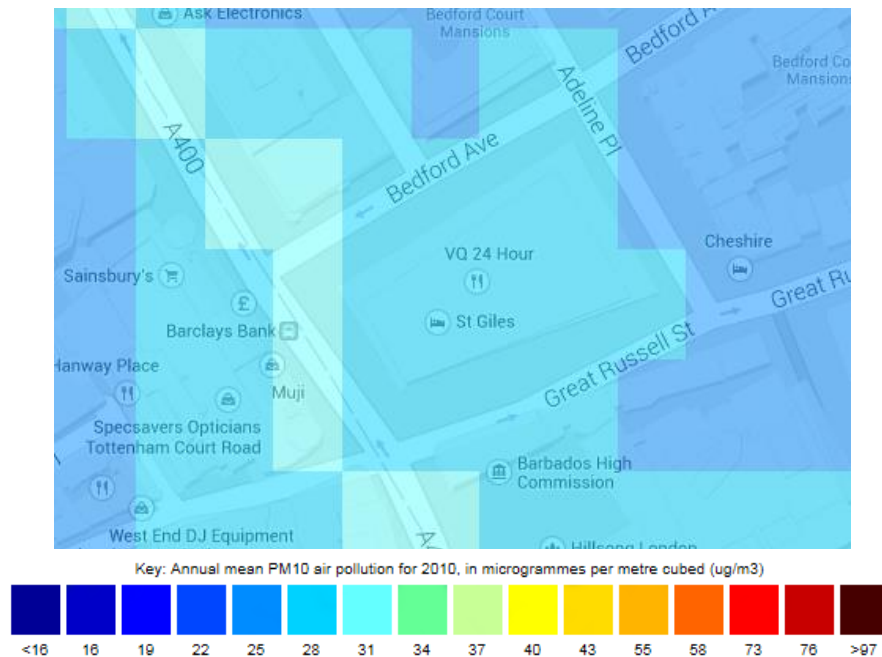 Ask Electronics
Bedford Court
Mansions
Bedford A
Bedford Co
Mansions
Adeline Pl
A400
Bedford Ave
VQ 24 Hour
Cheshire
Sainsbury's
£
St Giles
Great Ru
Barclays Bank
Great Russell St
Hanway Place
Muji
Specsavers Opticians
Tottenham Court Road
Barbados High
Commission
West End DJ Equipment
A4
Hillsong London
Key: Annual mean PM10 air pollution for 2010, in microgrammes per metre cubed (ug/m3)
<16 16 19 22 25 28 31 34 37 40 43 55 58 73 76 >97